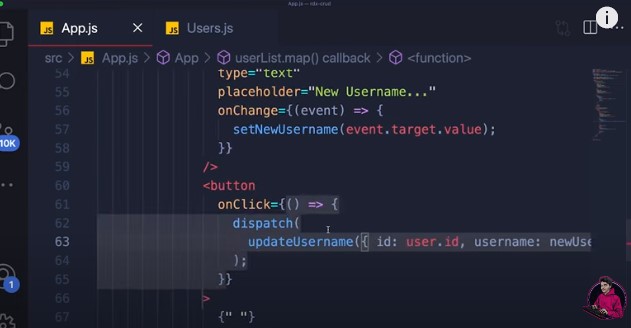 App.js — ids-stud
JS App.js
JS Users.js
src > JS App.js > App > userList.map() callback > <function>
54 type="text"
55 placeholder="New Username..."
56 onChange={(event) => {
57 setNewUsername(event.target.value);
58 }}
59 />
60 <button
61 onClick={() => {
62 dispatch(
63 updateUsername({ id: user.id, username: newUse
64 );
65 }}
66 >
67 {" "}
10K
1